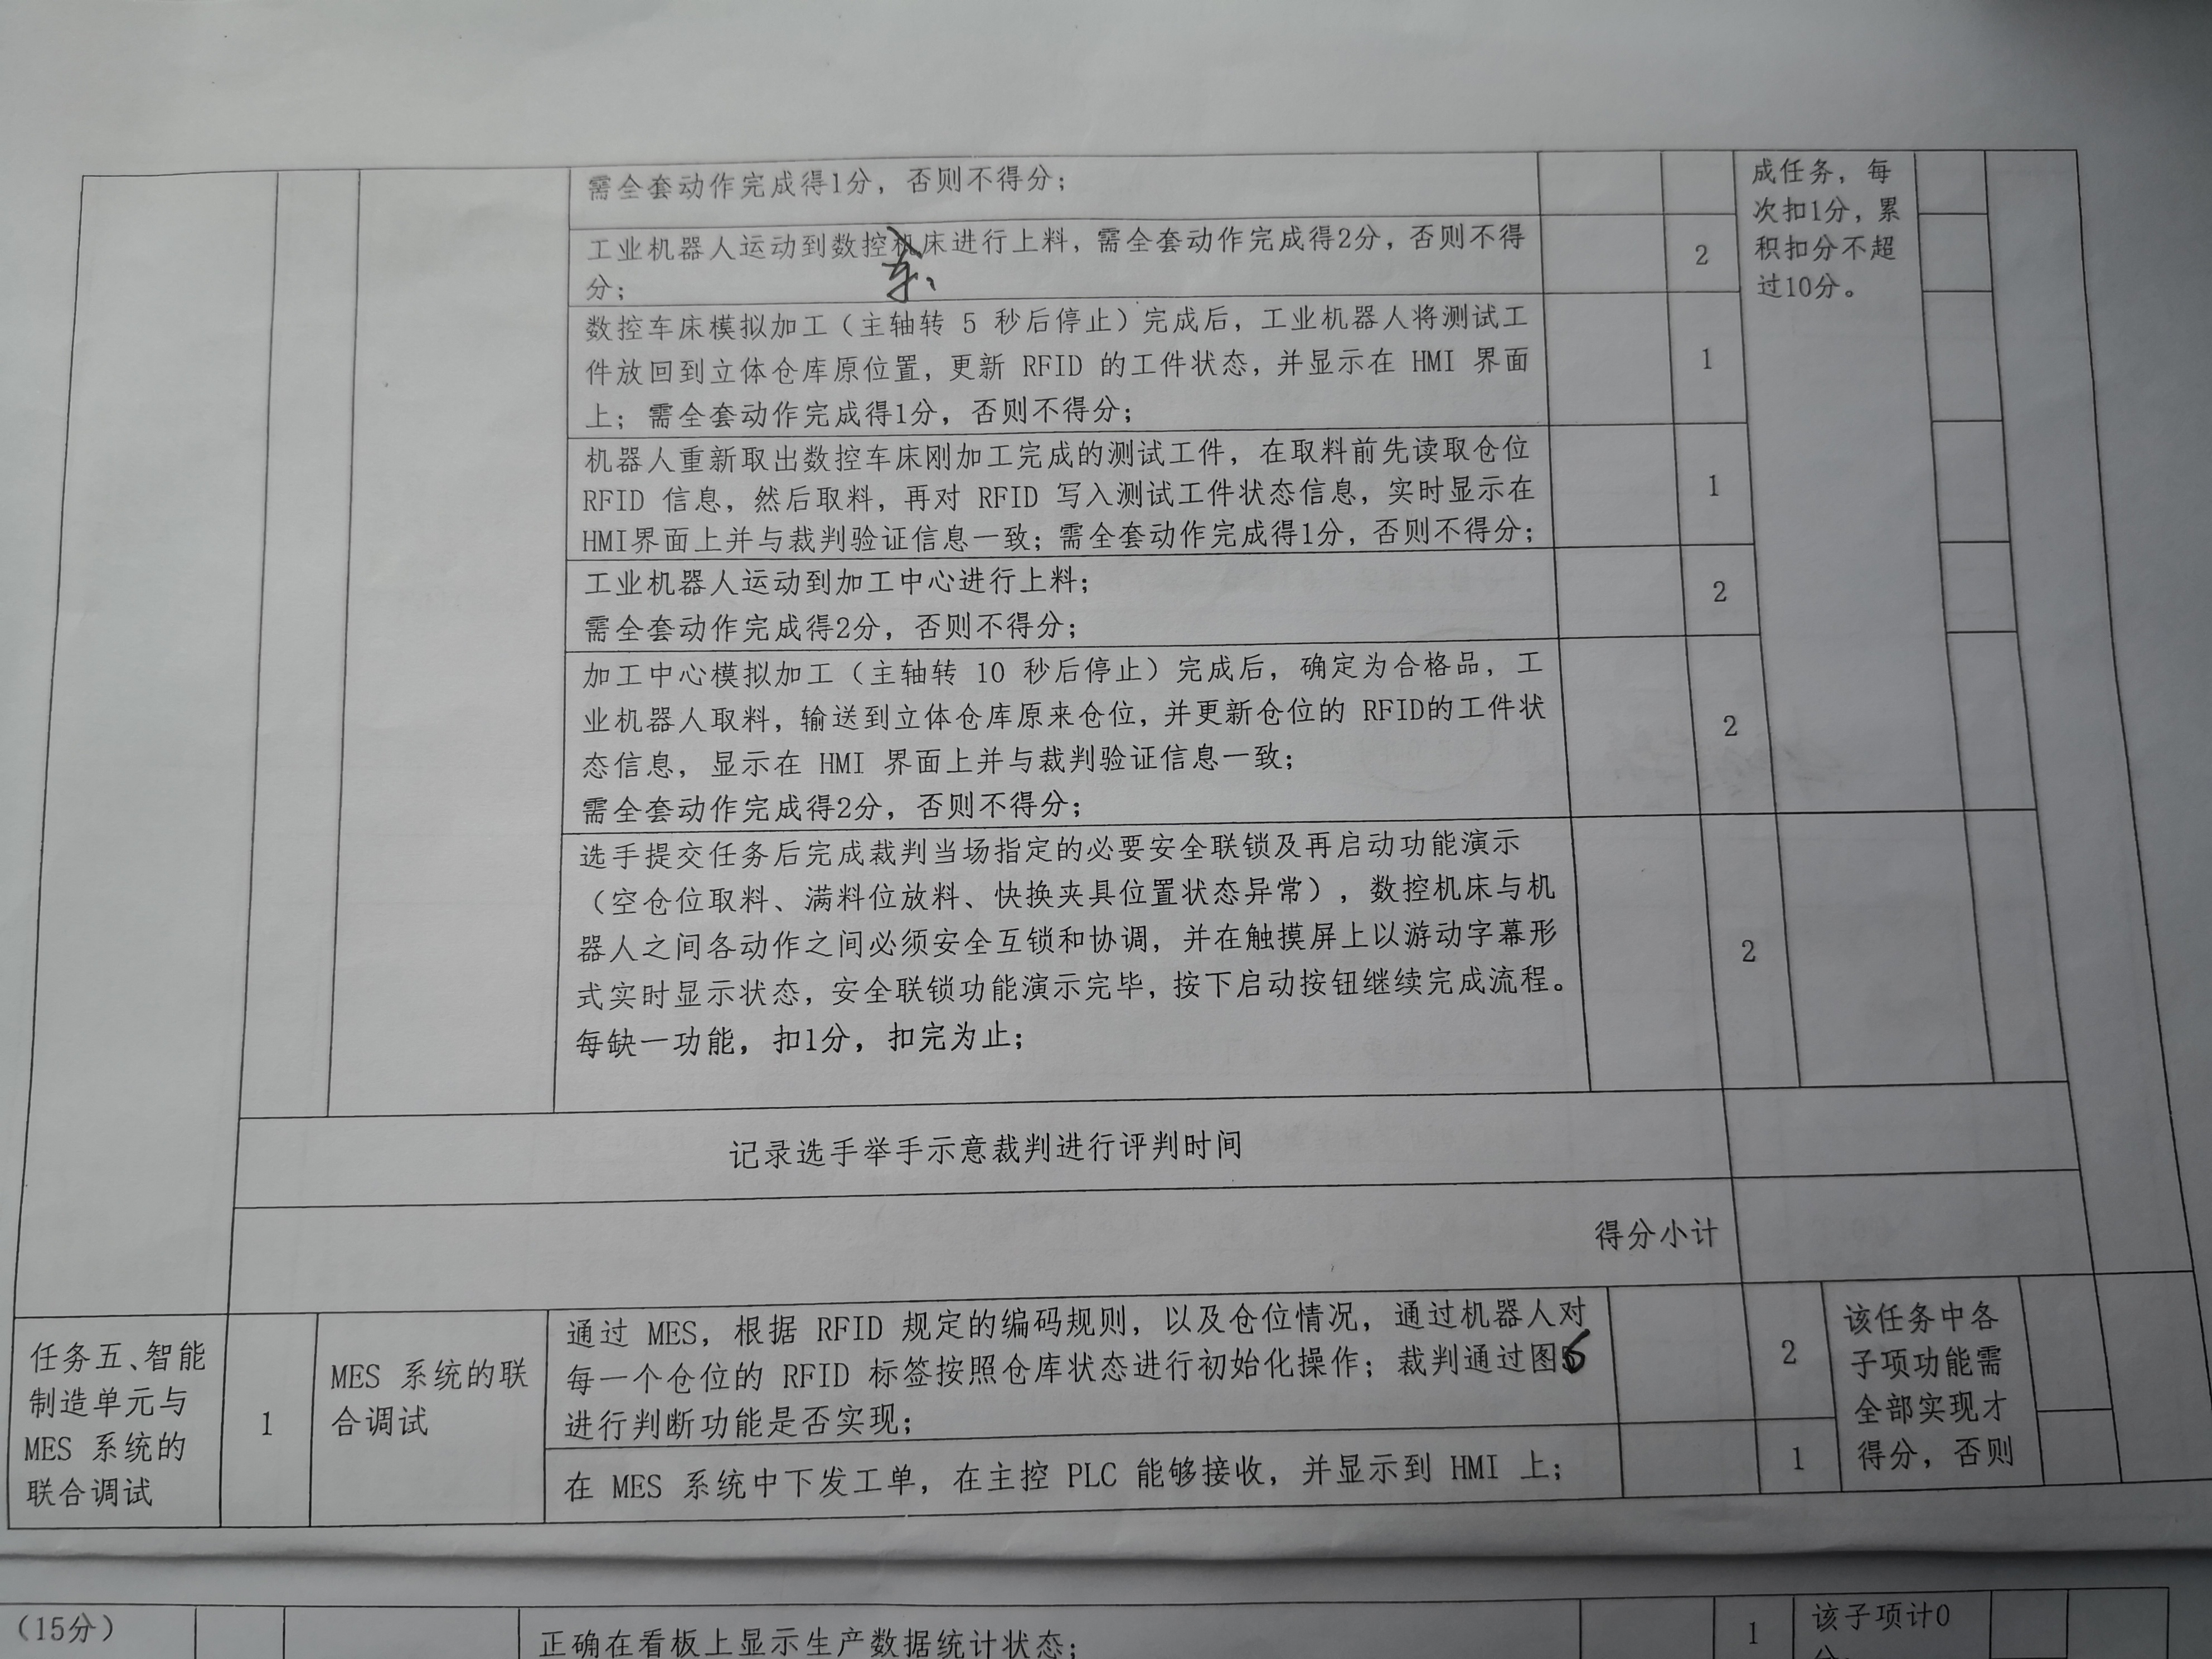 需全套动作完成得1分，否则不得分；
成任务，每
次扣1分，累
积扣分不超
过10分。
工业机器人运动到数控机床进行上料，需全套动作完成得2分，否则不得
分；
车
2
数控车床模拟加工（主轴转 5 秒后停止）完成后，工业机器人将测试工
件放回到立体仓库原位置，更新 RFID 的工件状态，并显示在 HMI 界面
上；需全套动作完成得1分，否则不得分；
1
机器人重新取出数控车床刚加工完成的测试工件，在取料前先读取仓位
RFID 信息，然后取料，再对 RFID 写入测试工件状态信息，实时显示在
HMI界面上并与裁判验证信息一致；需全套动作完成得1分，否则不得分；
1
工业机器人运动到加工中心进行上料；
需全套动作完成得2分，否则不得分；
2
加工中心模拟加工（主轴转 10 秒后停止）完成后，确定为合格品，工
业机器人取料，输送到立体仓库原来仓位，并更新仓位的 RFID的工件状
态信息，显示在 HMI 界面上并与裁判验证信息一致；
需全套动作完成得2分，否则不得分；
2
选手提交任务后完成裁判当场指定的必要安全联锁及再启动功能演示
（空仓位取料、满料位放料、快换夹具位置状态异常），数控机床与机
器人之间各动作之间必须安全互锁和协调，并在触摸屏上以游动字幕形
式实时显示状态，安全联锁功能演示完毕，按下启动按钮继续完成流程。
每缺一功能，扣1分，扣完为止；
2
记录选手举手示意裁判进行评判时间
得分小计
任务五、智能
制造单元与
MES 系统的
联合调试
1
MES 系统的联
合调试
通过 MES，根据 RFID 规定的编码规则，以及仓位情况，通过机器人对
每一个仓位的 RFID 标签按照仓库状态进行初始化操作；裁判通过图6
进行判断功能是否实现；
2
在 MES 系统中下发工单，在主控 PLC 能够接收，并显示到 HMI 上；
1
该任务中各
子项功能需
全部实现才
得分，否则
（15分）
正确在看板上显示生产数据统计状态；
1
该子项计0